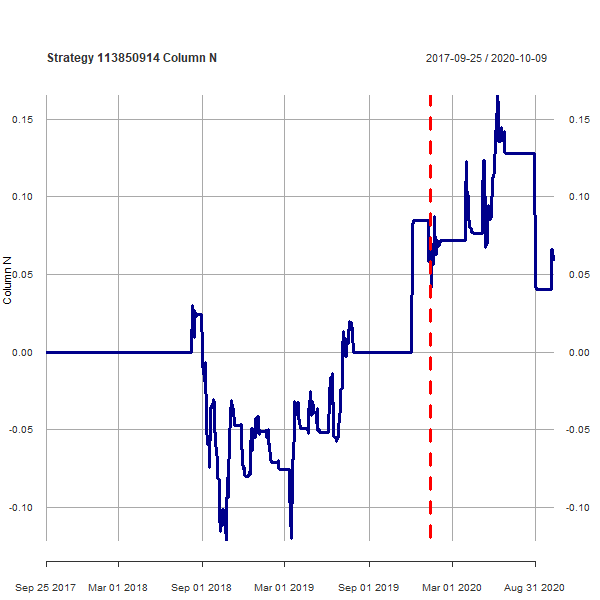 Strategy 113850914 Column N 2017-09-25 / 2020-10-09
0.15 0.15
0.10 0.10
0.05 0.05
Column N
0.00 0.00
-0.05 -0.05
-0.10 -0.10
Sep 25 2017 Mar 01 2018 Sep 01 2018 Mar 01 2019 Sep 01 2019 Mar 01 2020 Aug 31 2020